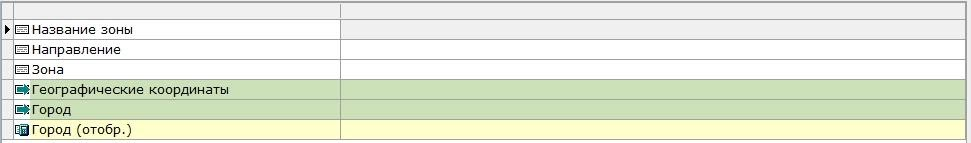 Название зоны
Направление
Зона
Географические координаты
Город
Город (отобр.)